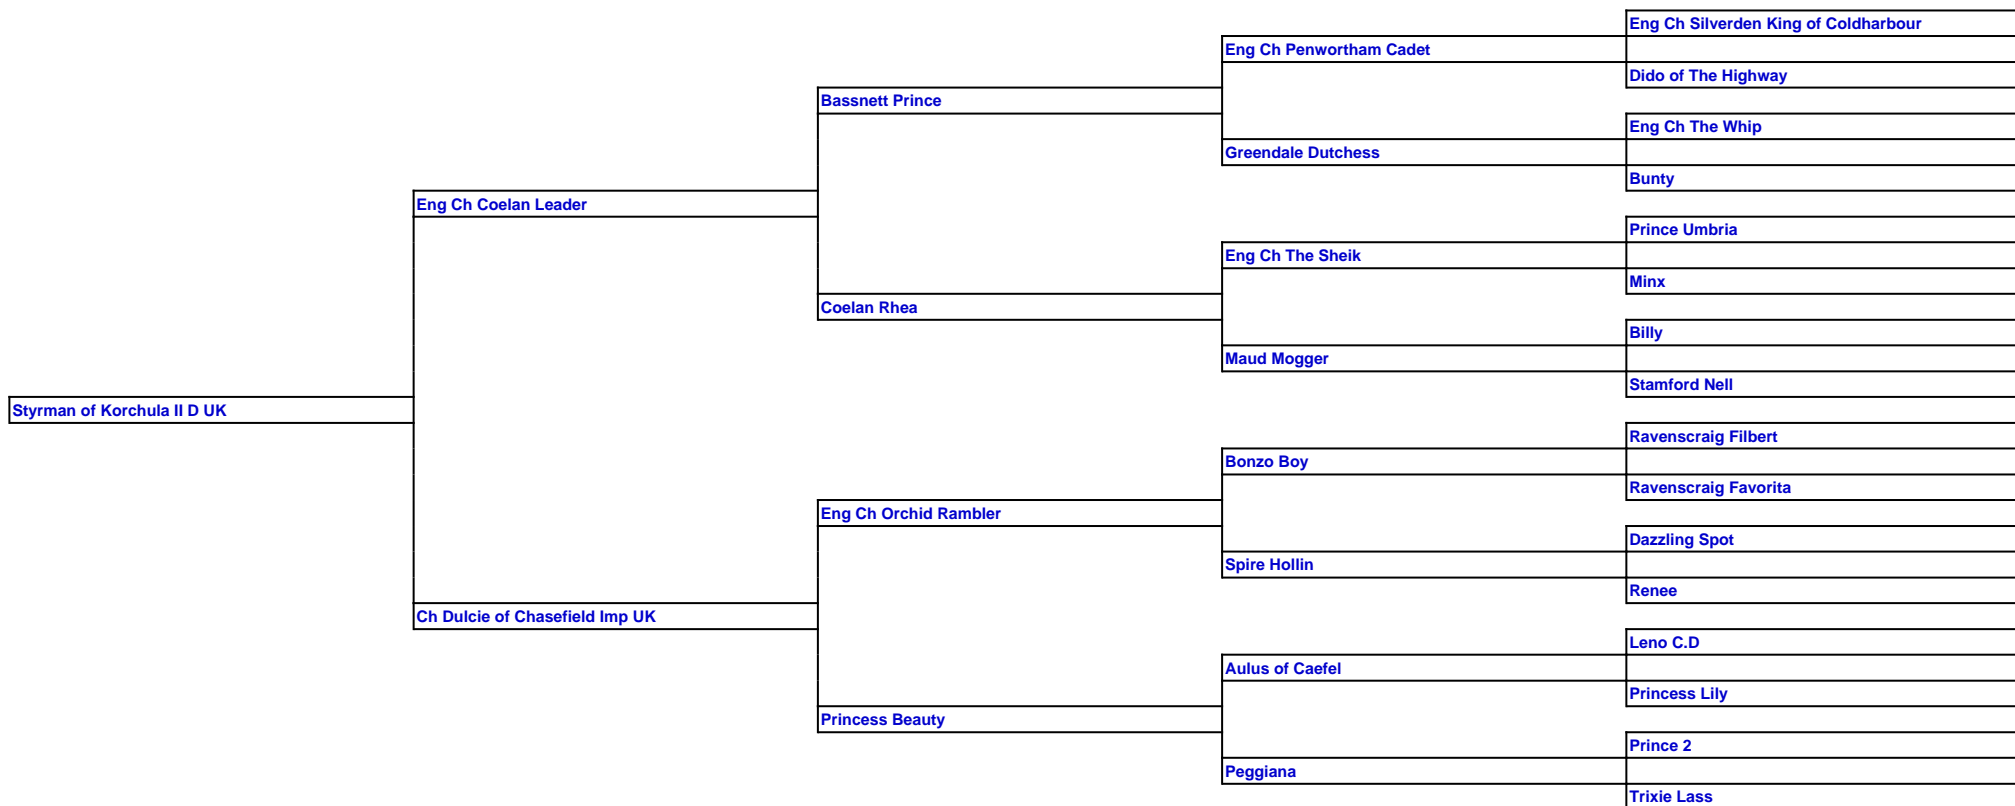 Eng Ch Silverden King of Coldharbour
Eng Ch Penwortham Cadet
Dido of The Highway
Bassnett Prince
Eng Ch The Whip
Greendale Dutchess
Bunty
Eng Ch Coelan Leader
Prince Umbria
Eng Ch The Sheik
Minx
Coelan Rhea
Billy
Maud Mogger
Stamford Nell
Styrman of Korchula II D UK
Ravenscraig Filbert
Bonzo Boy
Ravenscraig Favorita
Eng Ch Orchid Rambler
Dazzling Spot
Spire Hollin
Renee
Ch Dulcie of Chasefield Imp UK
Leno C.D
Aulus of Caefel
Princess Lily
Princess Beauty
Prince 2
Peggiana
Trixie Lass